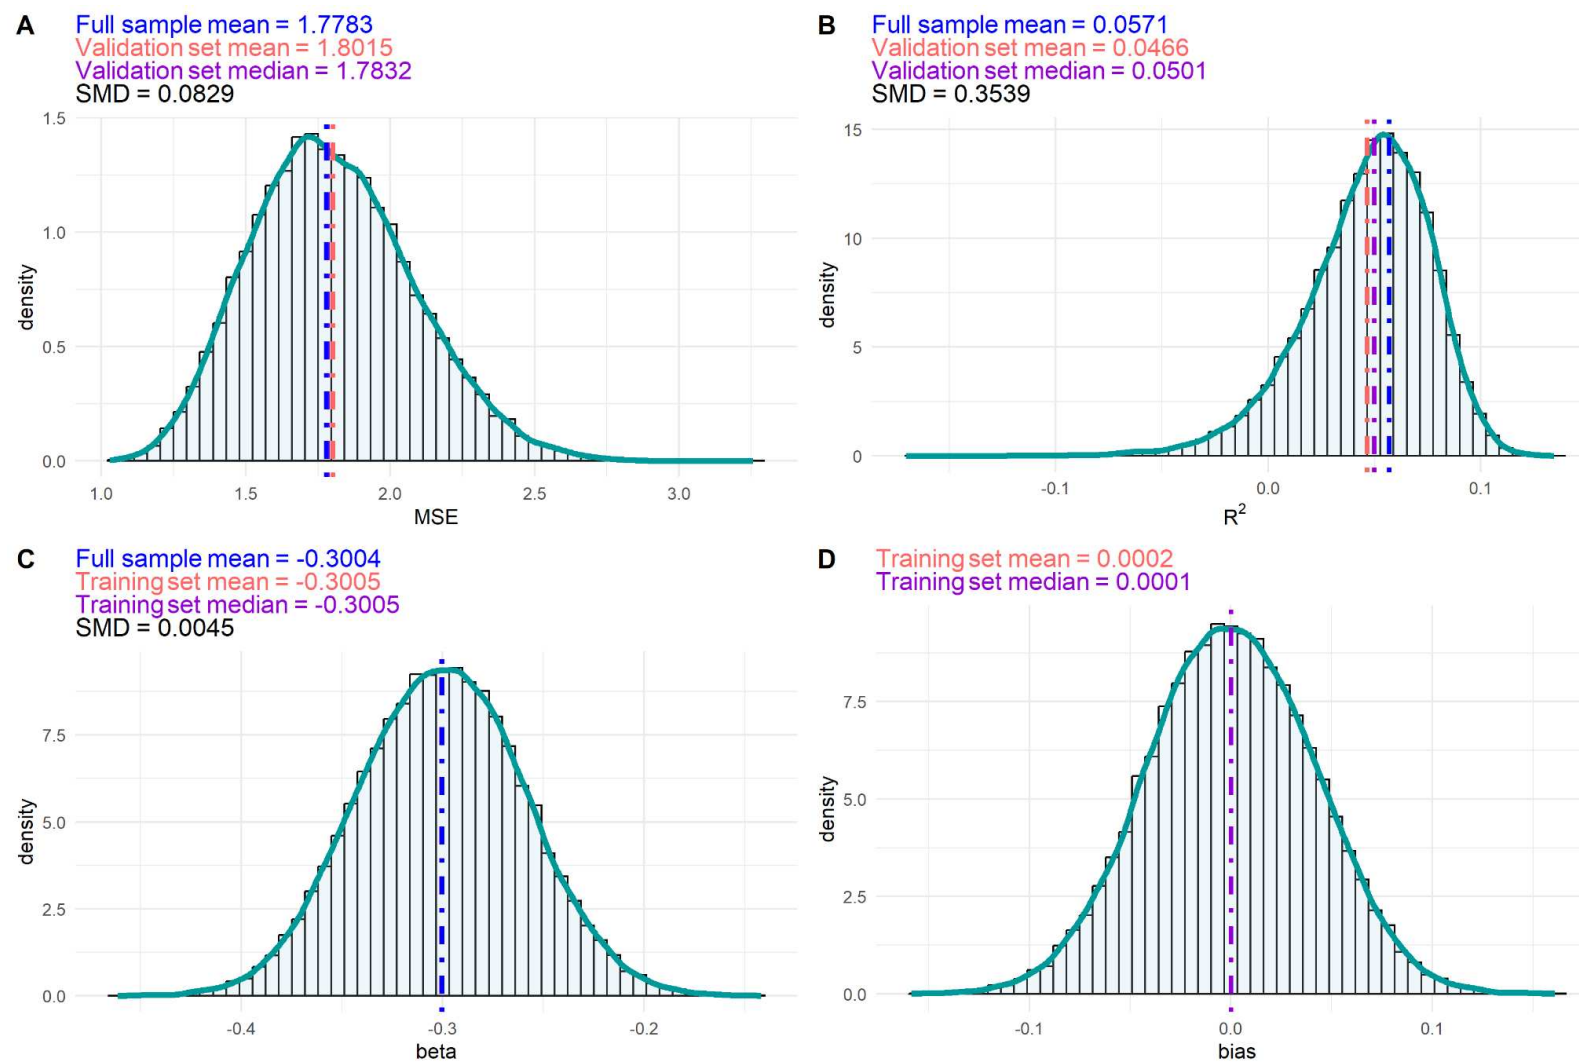 A
Full sample mean = 1.7783
Validation set mean = 1.8015
Validation set median = 1.7832
SMD = 0.0829
1.5
1.0
0.5
0.0
density
1.0 1.5 2.0 2.5 3.0
MSE
B
Full sample mean = 0.0571
Validation set mean = 0.0466
Validation set median = 0.0501
SMD = 0.3539
15
10
5
0
density
-0.1 0.0 0.1
R²
C
Full sample mean = -0.3004
Training set mean = -0.3005
Training set median = -0.3005
SMD = 0.0045
7.5
5.0
2.5
0.0
density
-0.4 -0.3 -0.2
beta
D
Training set mean = 0.0002
Training set median = 0.0001
7.5
5.0
2.5
0.0
density
-0.1 0.0 0.1
bias